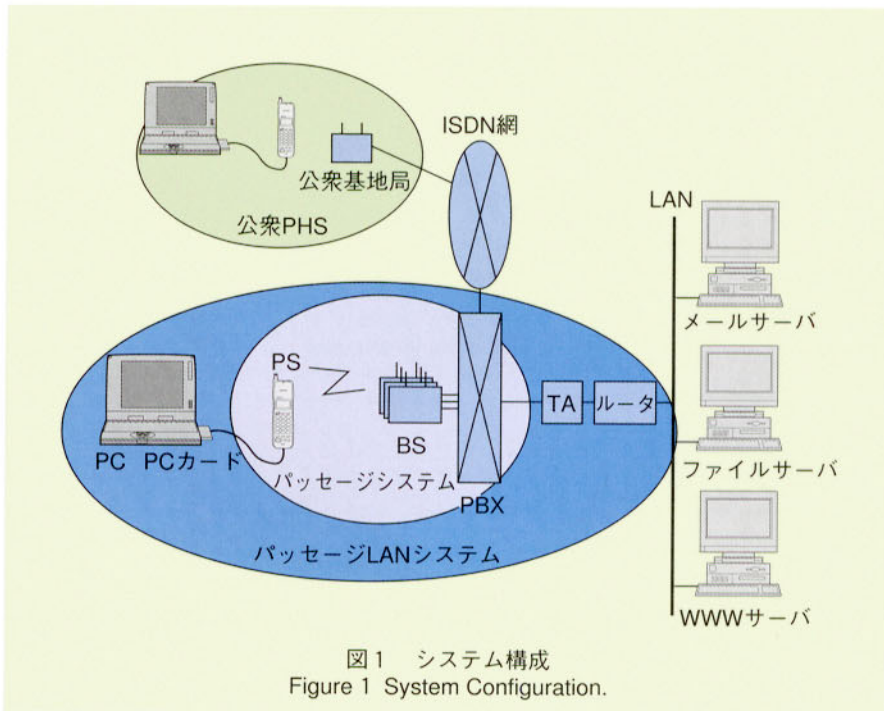 ISDN網
公衆基地局
公衆PHS
LAN
メールサーバ
PS
BS
TA
ルータ
PC PCカード
パッセージシステム
PBX
ファイルサーバ
パッセージLANシステム
WWWサーバ
図1 システム構成
Figure 1 System Configuration.